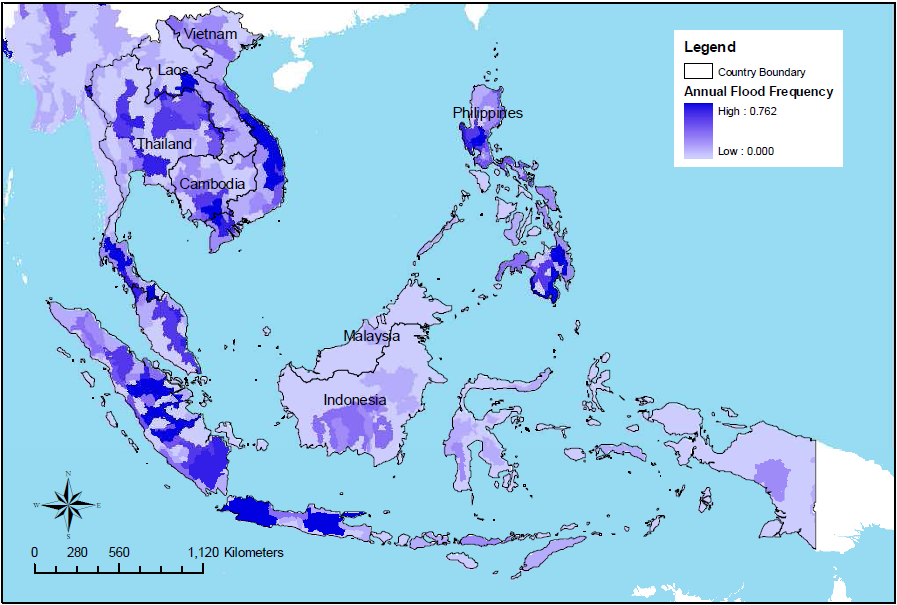 Vietnam
Laos
Thailand
Cambodia
Philippines
Malaysia
Indonesia
Legend
Country Boundary
Annual Flood Frequency
High : 0.762
Low : 0.000
N
W E
S
0 280 560 1,120 Kilometers